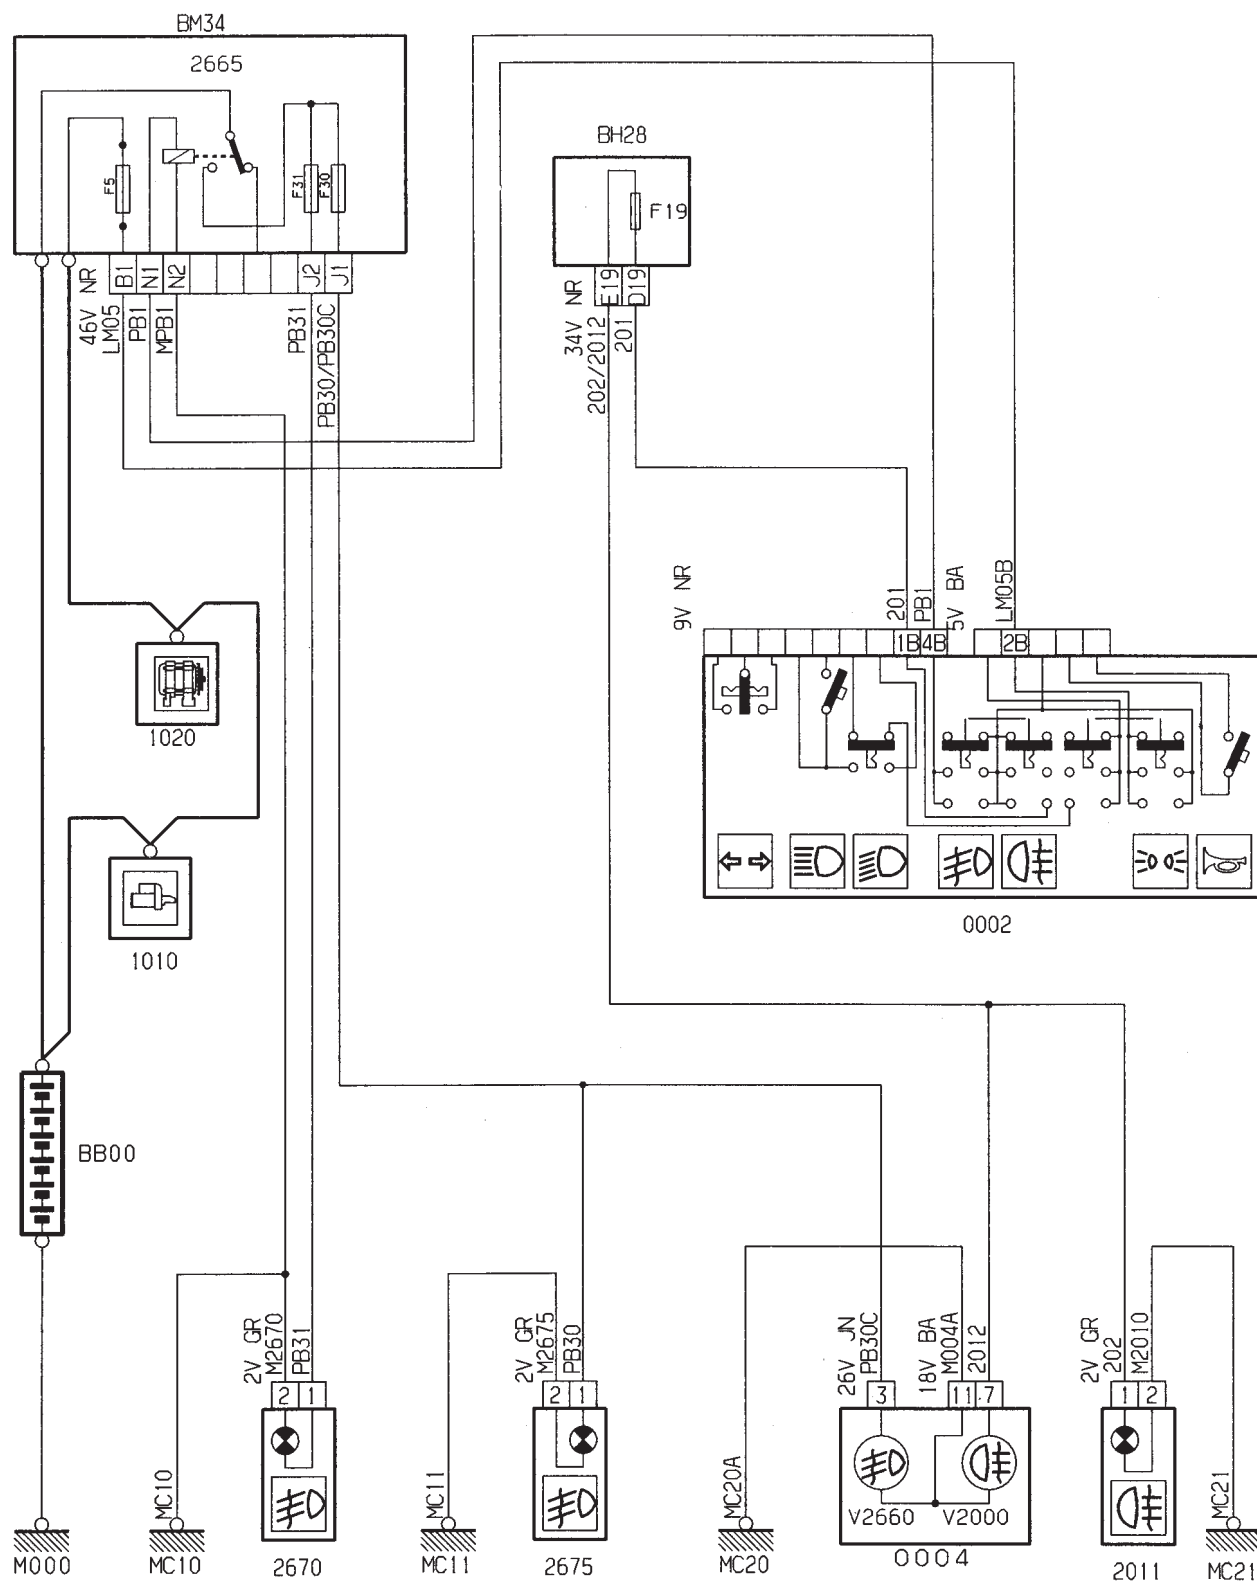 BM34
2665
F5
F31
F30
BH28
F19
46V NR
B1
N1
N2
J2
J1
LM05
PB1
MPB1
PB31
PB30/PB30C
34V NR
E19
D19
202/2012
201
9V NR
201
PB1
5V BA
LM05B
1B
4B
2B
1020
0002
1010
BB00
2V GR
M2670
PB31
2V GR
M2675
PB30
26V JN
PB30C
18V BA
M004A
2012
2V GR
202
M2010
2
1
2
1
3
11
7
1
2
MC10
MC11
MC20A
V2660
V2000
MC21
M000
MC10
2670
MC11
2675
MC20
0004
2011
MC21